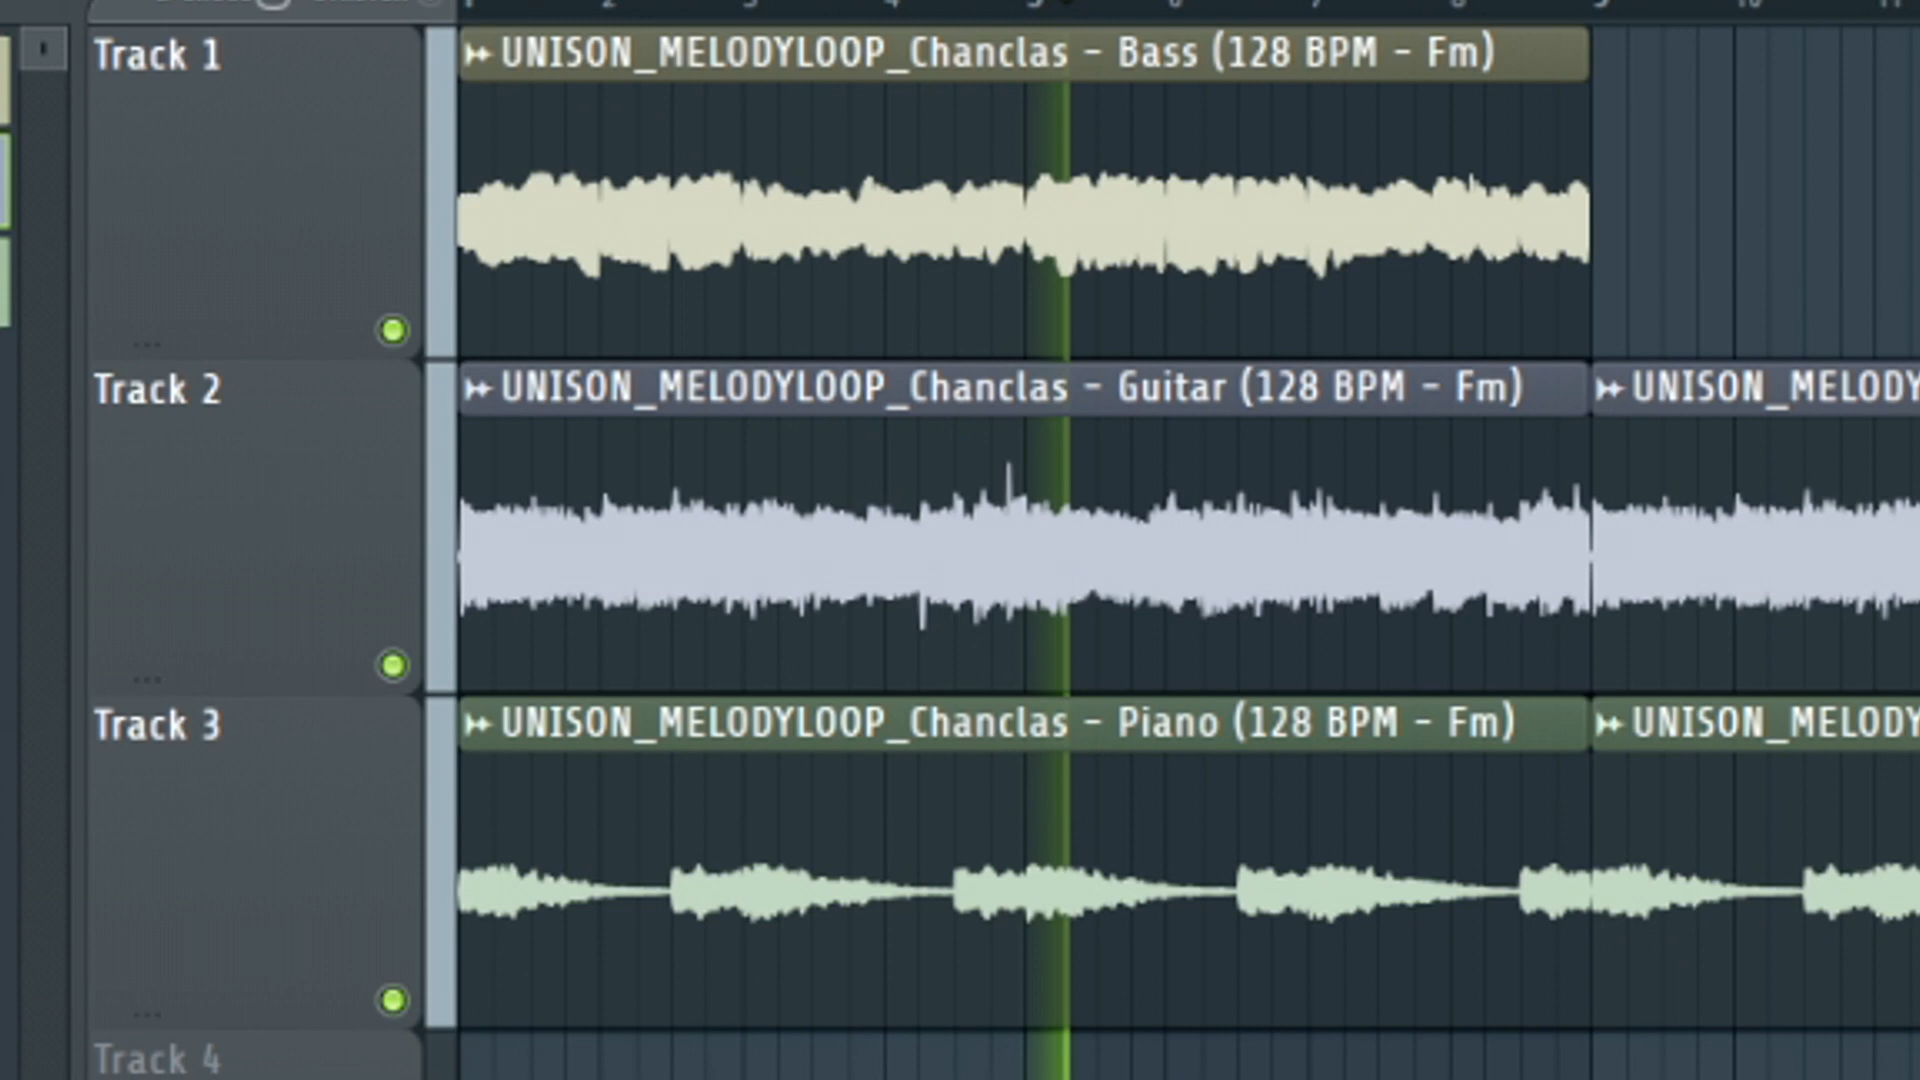 Track 1
UNISON_MELODYLOOP_Chanclas - Bass (128 BPM - Fm)
Track 2
UNISON_MELODYLOOP_Chanclas - Guitar (128 BPM - Fm)
UNISON_MELODY
Track 3
UNISON_MELODYLOOP_Chanclas - Piano (128 BPM - Fm)
UNISON_MELODY
Track 4